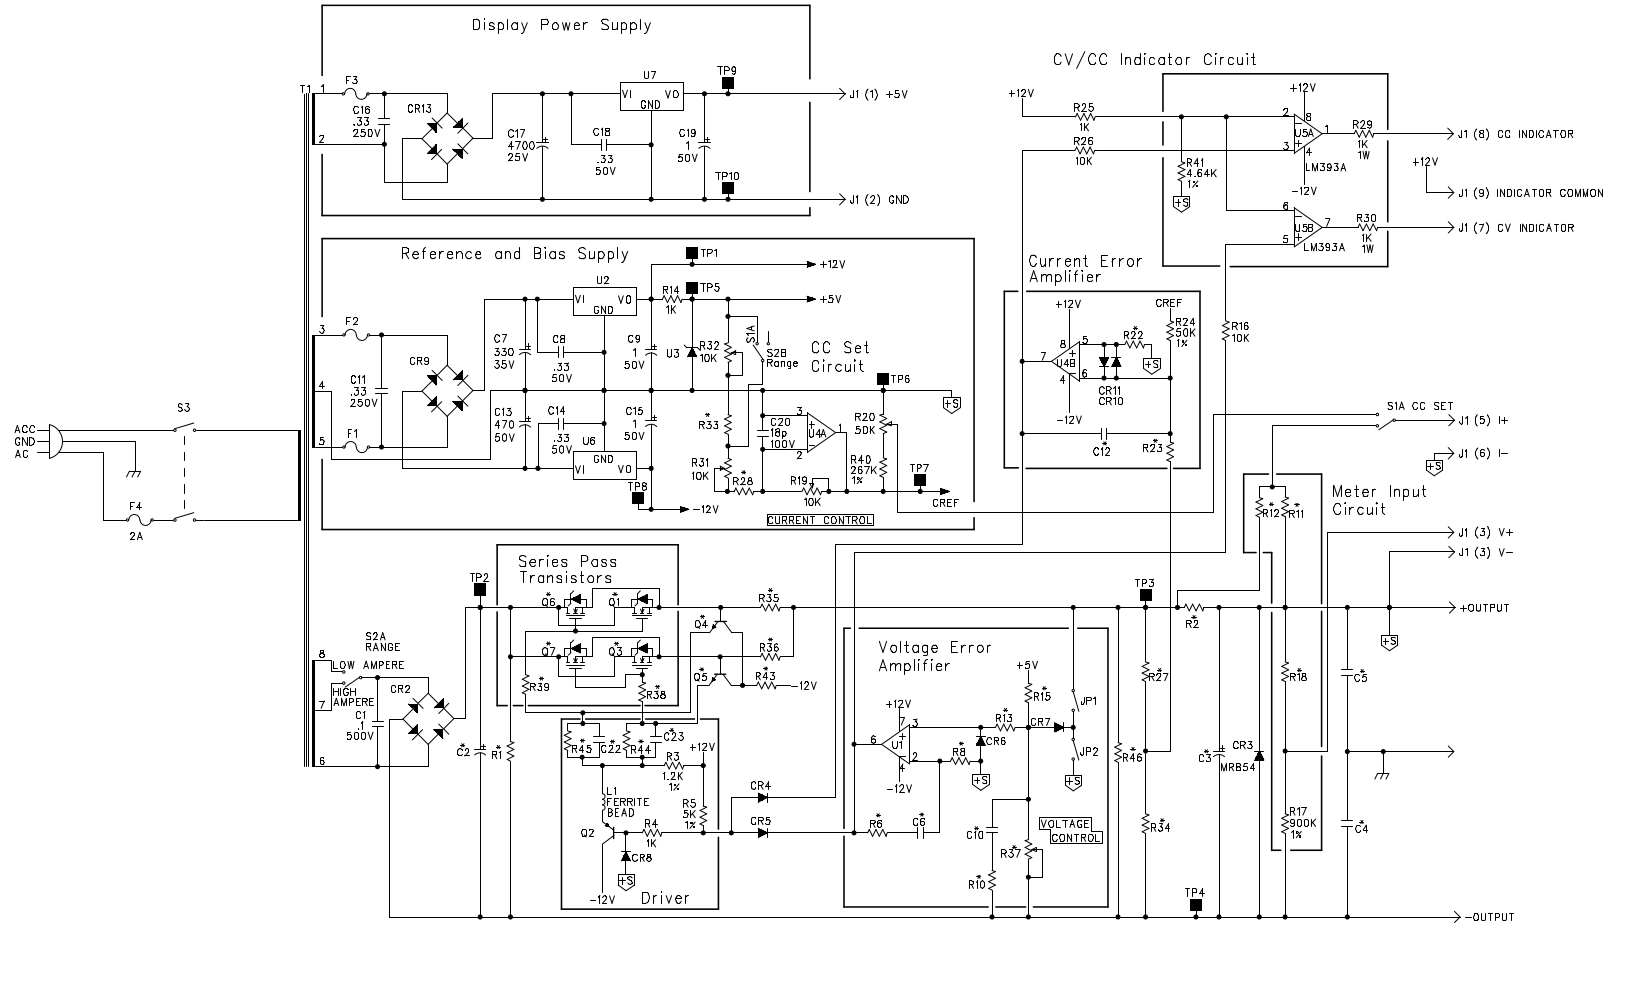 Display Power Supply
T1
1
F3
C16
.33
250V
2
CR13
C17
4700
25V
C18
.33
50V
U7
VI
VO
GND
C19
1
50V
TP9
TP10
J1 (1) +5V
J1 (2) GND
CV/CC Indicator Circuit
+12V
R25
1K
R26
10K
R41
4.64K
1%
+S
+12V
2
8
U5A
1
3
4
LM393A
-12V
6
U5B
7
5
LM393A
R29
1K
1W
R30
1K
1W
J1 (8) CC INDICATOR
+12V
J1 (9) INDICATOR COMMON
J1 (7) CV INDICATOR
Reference and Bias Supply
3
F2
C11
.33
250V
4
5
F1
CR9
C7
330
35V
C8
.33
50V
C13
470
50V
C14
.33
50V
U2
VI
VO
GND
C9
1
50V
C15
1
50V
U6
GND
VI
VO
TP8
-12V
TP1
+12V
R14
1K
TP5
+5V
U3
R32
10K
S1A
S2B
Range
CC Set
Circuit
*
R33
R31
10K
*
R28
C20
18p
100V
3
U4A
1
2
R19
10K
CURRENT CONTROL
TP6
R20
50K
R40
267K
1%
TP7
CREF
+S
Current Error
Amplifier
+12V
8
5
U4B
7
4
6
-12V
*
R22
+S
CR11
CR10
CREF
R24
50K
1%
*
C12
*
R23
R16
10K
S1A CC SET
J1 (5) I+
J1 (6) I-
+S
Meter Input
Circuit
*
R12
*
R11
J1 (3) V+
J1 (3) V-
ACC
GND
AC
S3
F4
2A
8
S2A
RANGE
LOW AMPERE
HIGH
AMPERE
7
6
C1
.1
500V
CR2
TP2
*
C2
*
R1
Series Pass
Transistors
*
Q6
*
Q1
*
Q7
*
Q3
*
R39
*
R38
*
Q4
*
Q5
*
R35
*
R36
*
R43
-12V
*
R45
*
C22
*
R44
*
C23
R3
1.2K
1%
+12V
R5
5K
1%
L1
FERRITE
BEAD
Q2
R4
1K
CR8
+S
-12V
Driver
CR4
CR5
Voltage Error
Amplifier
+12V
7
3
U1
6
4
2
-12V
*
R13
CR6
*
R8
+S
+5V
*
R15
CR7
JP1
JP2
+S
*
R6
*
C6
*
C10
*
R10
*
R37
VOLTAGE
CONTROL
*
R46
TP3
*
R27
*
R34
TP4
*
R2
*
C3
CR3
MR854
*
R18
R17
900K
1%
*
C5
*
C4
+S
+OUTPUT
-OUTPUT